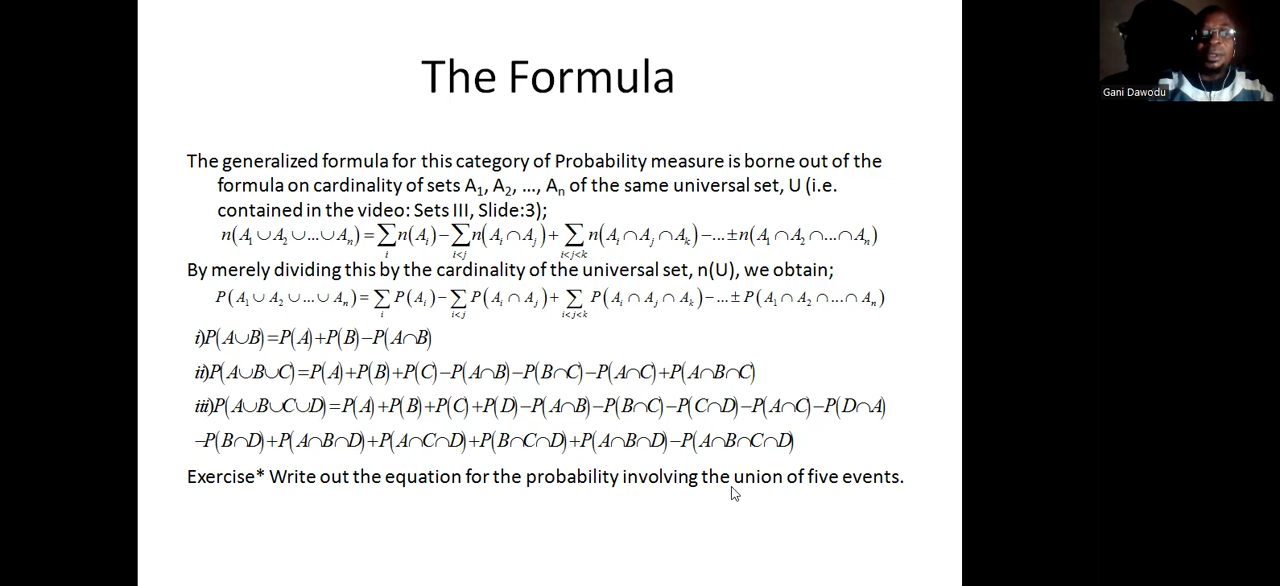 The Formula
Gani Dawodu
The generalized formula for this category of Probability measure is borne out of the
formula on cardinality of sets A₁, A₂, ..., Aₙ of the same universal set, U (i.e.
contained in the video: Sets III, Slide:3);
n(A₁∪A₂∪...∪Aₙ)=∑ᵢn(Aᵢ)−∑i<j n(Aᵢ∩Aⱼ)+∑i<j<k n(Aᵢ∩Aⱼ∩Aₖ)−...±n(A₁∩A₂∩...∩Aₙ)
By merely dividing this by the cardinality of the universal set, n(U), we obtain;
P(A₁∪A₂∪...∪Aₙ)=∑ᵢP(Aᵢ)−∑i<j P(Aᵢ∩Aⱼ)+∑i<j<k P(Aᵢ∩Aⱼ∩Aₖ)−...±P(A₁∩A₂∩...∩Aₙ)
i)P(A∪B)=P(A)+P(B)−P(A∩B)
ii)P(A∪B∪C)=P(A)+P(B)+P(C)−P(A∩B)−P(B∩C)−P(A∩C)+P(A∩B∩C)
iii)P(A∪B∪C∪D)=P(A)+P(B)+P(C)+P(D)−P(A∩B)−P(B∩C)−P(C∩D)−P(A∩C)−P(D∩A)
−P(B∩D)+P(A∩B∩D)+P(A∩C∩D)+P(B∩C∩D)+P(A∩B∩D)−P(A∩B∩C∩D)
Exercise* Write out the equation for the probability involving the union of five events.